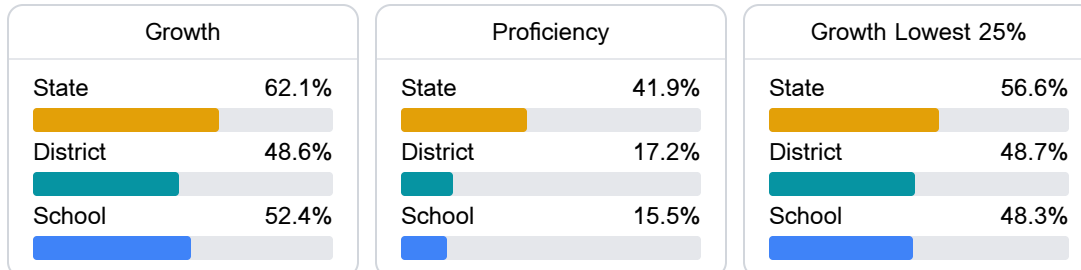 Growth
State 62.1%
District 48.6%
School 52.4%
Proficiency
State 41.9%
District 17.2%
School 15.5%
Growth Lowest 25%
State 56.6%
District 48.7%
School 48.3%